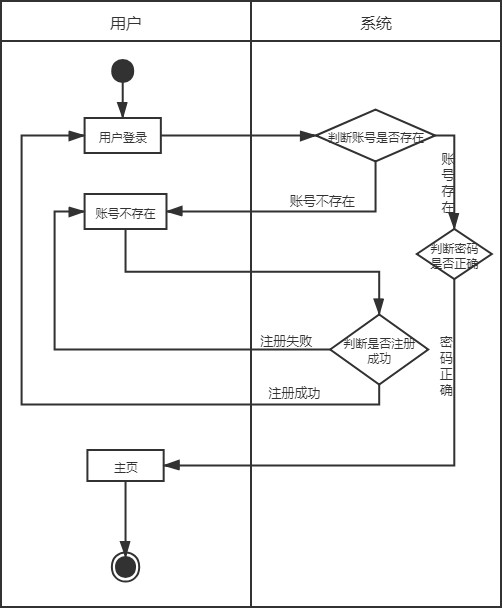 用户
系统
用户登录
判断账号是否存在
账号存在
账号不存在
账号不存在
判断密码
是否正确
注册失败
判断是否注册
成功
密码正确
注册成功
主页